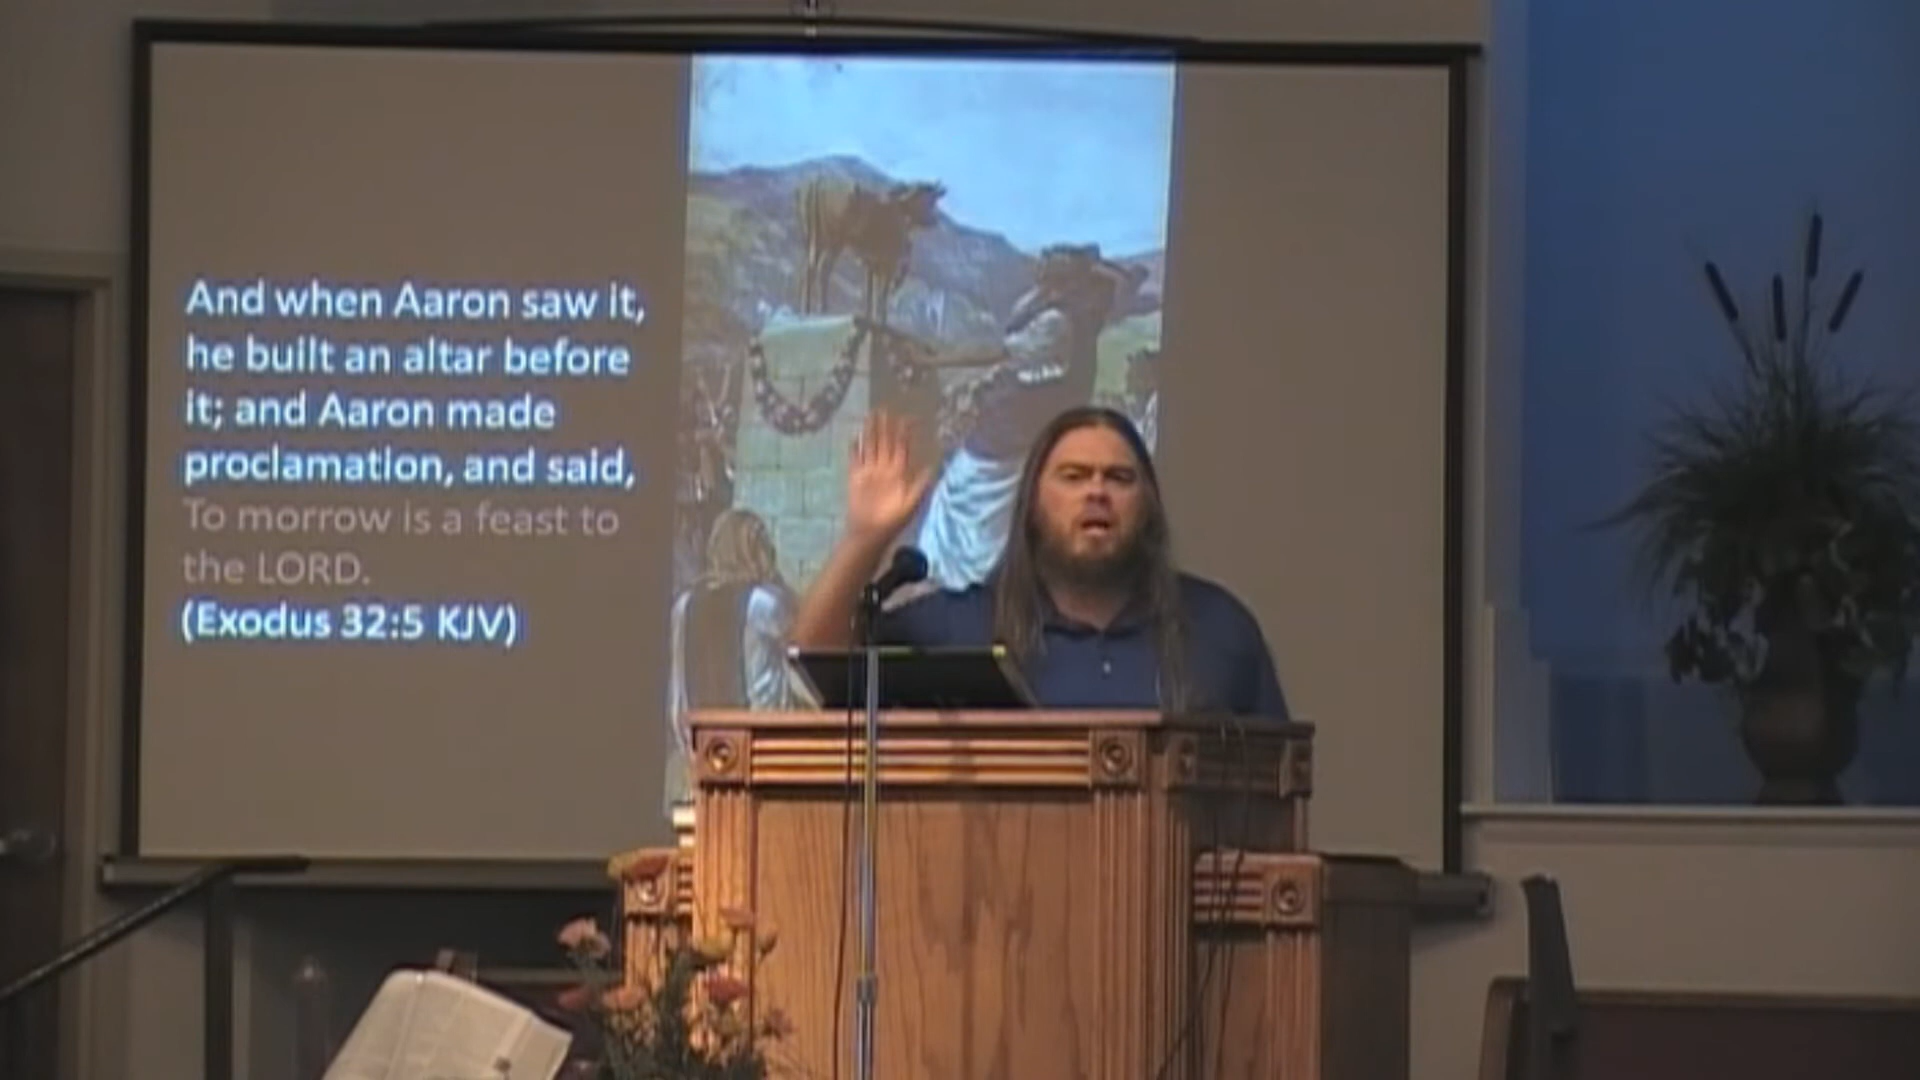 And when Aaron saw it,
he built an altar before
it; and Aaron made
proclamation, and said,
To morrow is a feast to
the LORD.
(Exodus 32:5 KJV)